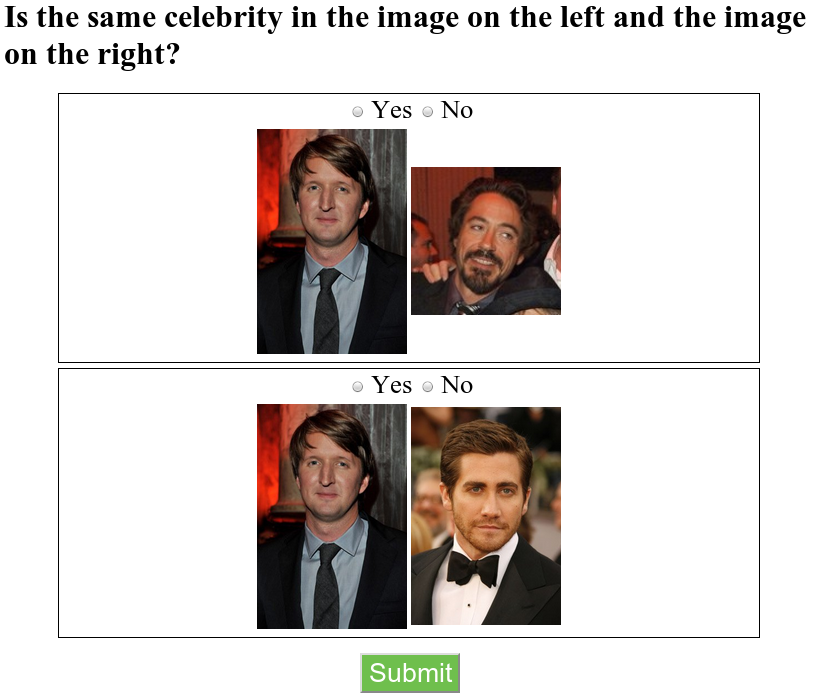 Is the same celebrity in the image on the left and the image
on the right?
Yes No
Yes No
Submit